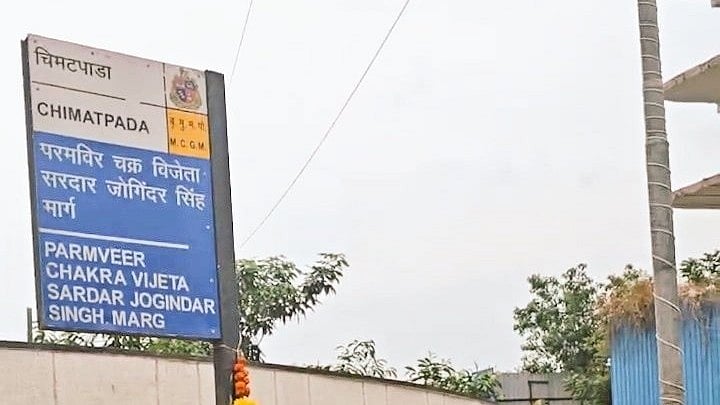 चिमटपाडा
CHIMATPADA
बृ.मु.म.पा.
M.C.G.M.
परमविर चक्र विजेता
सरदार जोगिंदर सिंह
मार्ग
PARMVEER
CHAKRA VIJETA
SARDAR JOGINDAR
SINGH. MARG